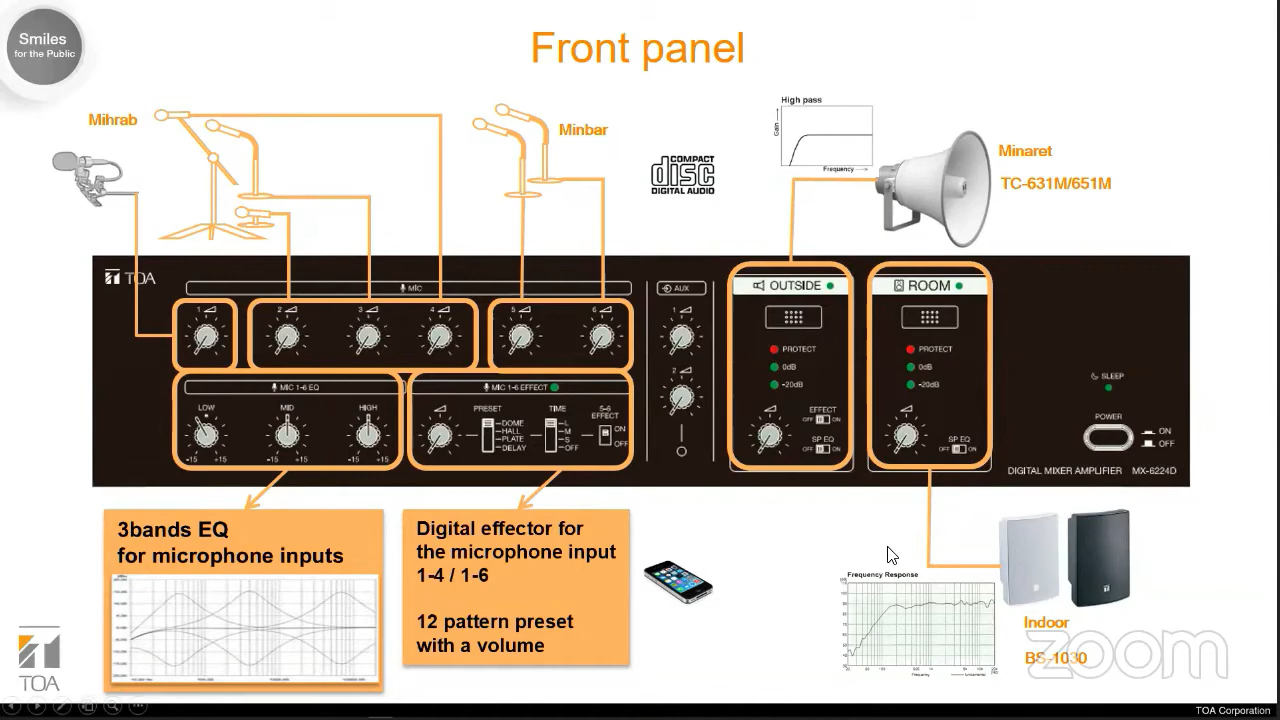 Smiles
for the Public
Front panel
Mihrab
Minbar
COMPACT
disc
DIGITAL AUDIO
High pass
Gain
Frequency
Minaret
TC-631M/651M
TOA
MIC
AUX
OUTSIDE
ROOM
1
2
3
4
5
6
1
2
PROTECT
0dB
-20dB
PROTECT
0dB
-20dB
SLEEP
MIC 1-6 EQ
MIC 1-6 EFFECT
LOW
MID
HIGH
-15 +15
-15 +15
-15 +15
PRESET
DOME
HALL
PLATE
DELAY
TIME
L
M
S
OFF
5-6
EFFECT
ON
OFF
EFFECT
OFF ON
SP EQ
OFF ON
SP EQ
OFF ON
POWER
ON
OFF
DIGITAL MIXER AMPLIFIER MX-6224D
3bands EQ
for microphone inputs
Digital effector for
the microphone input
1-4 / 1-6
12 pattern preset
with a volume
Frequency Response
Frequency
Indoor
BS-1030
zoom
TOA
TOA Corporation